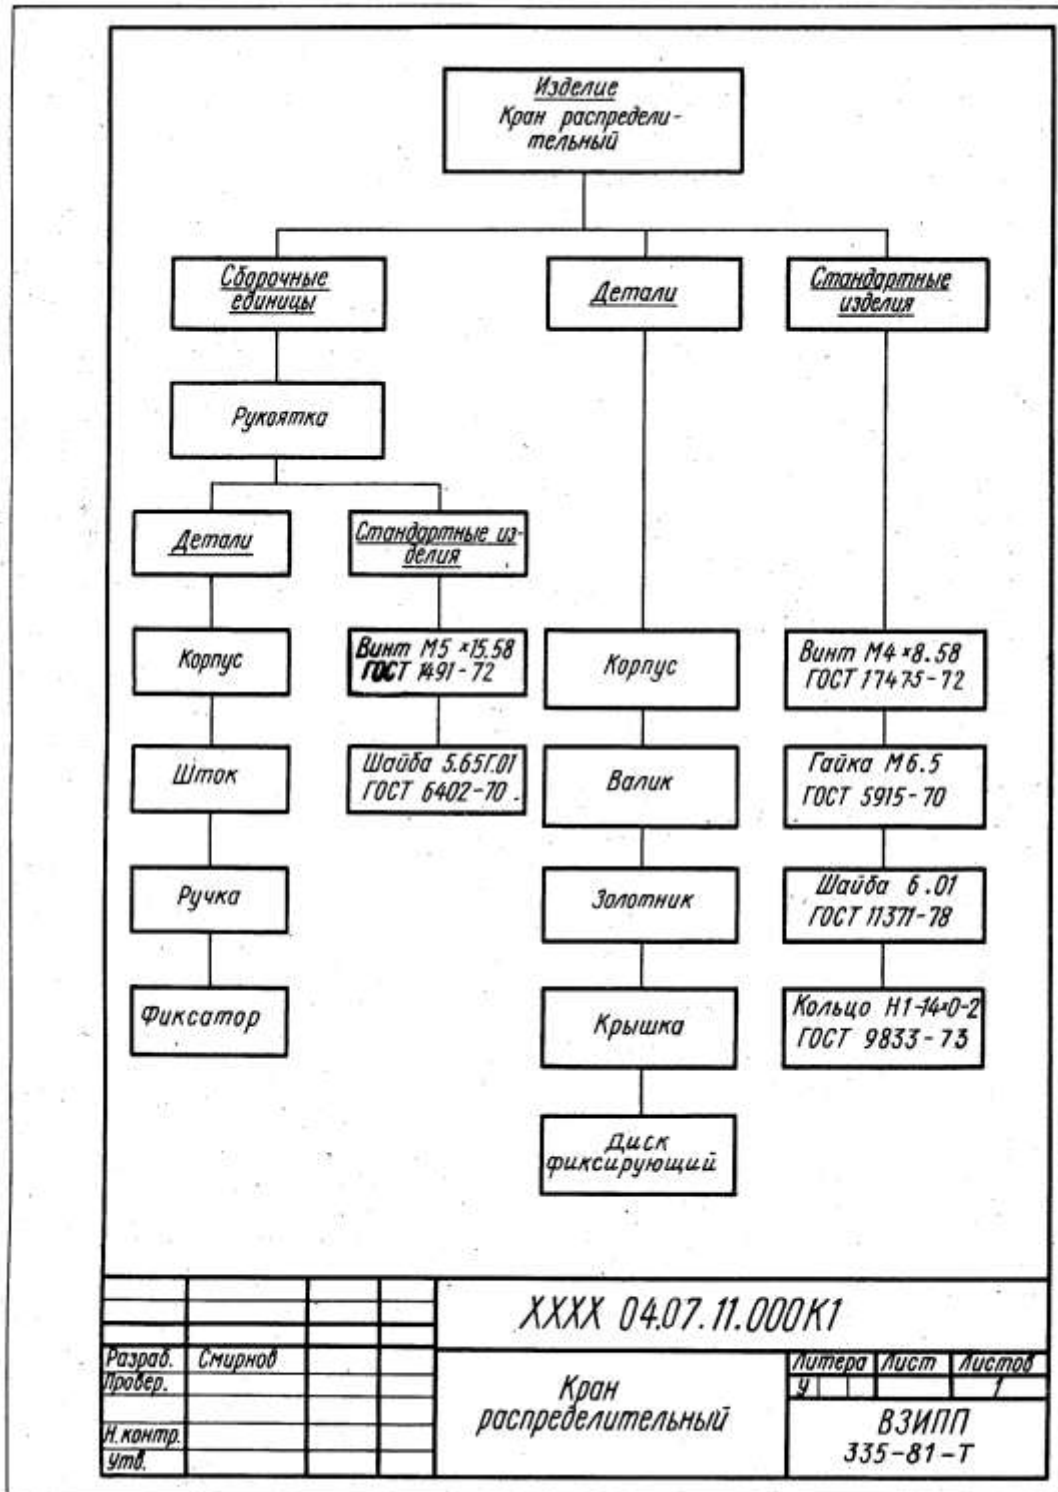 Изделие
Кран распредели-
тельный
Сборочные
единицы
Детали
Стандартные
изделия
Рукоятка
Детали
Стандартные из-
делия
Корпус
Винт М5 ×15.58
ГОСТ 1491-72
Корпус
Винт М4×8.58
ГОСТ 17475-72
Шток
Шайба 5.65Г.01
ГОСТ 6402-70.
Валик
Гайка М6.5
ГОСТ 5915-70
Ручка
Золотник
Шайба 6.01
ГОСТ 11371-78
Фиксатор
Крышка
Кольцо Н1-14×0-2
ГОСТ 9833-73
Диск
фиксирующий
XXXX 04.07.11.000К1
Разраб. Смирнов
Провер.
Н.контр.
Утв.
Кран
распределительный
Литера Лист Листов
У 1
ВЗИПП
335-81-Т